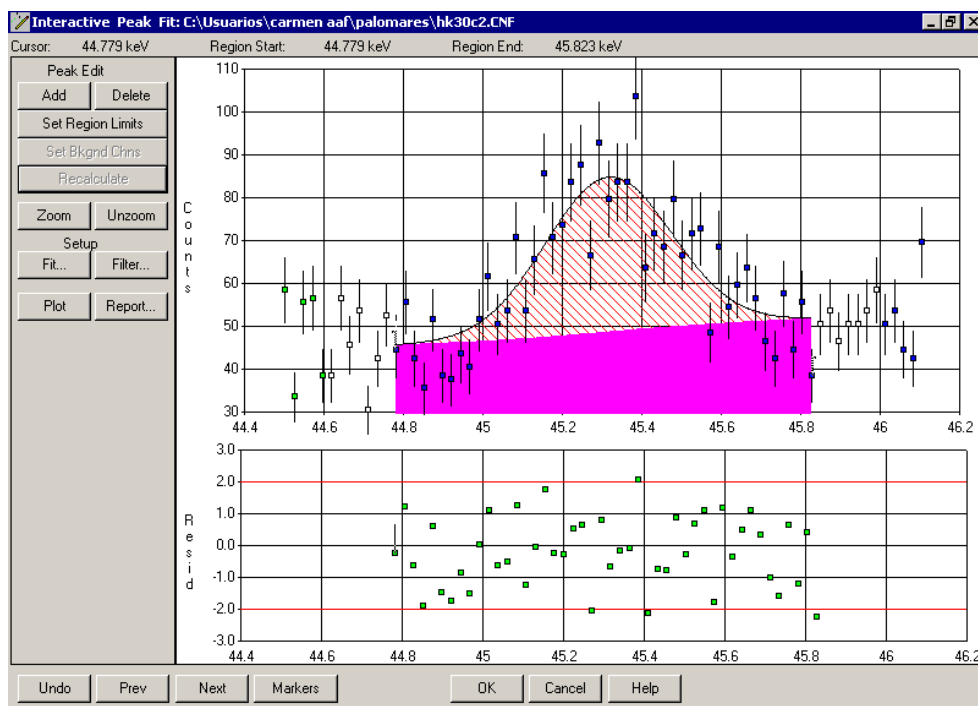 Interactive Peak Fit: C:\Usuarios\carmen aaf\palomares\hk30c2.CNF
Cursor: 44.779 keV Region Start: 44.779 keV Region End: 45.823 keV
Peak Edit
Add Delete
Set Region Limits
Set Bkgnd Chns
Recalculate
Zoom Unzoom
Setup
Fit... Filter...
Plot Report...
Counts
110
100
90
80
70
60
50
40
30
44.4 44.6 44.8 45 45.2 45.4 45.6 45.8 46 46.2
Resid
3.0
2.0
1.0
0.0
-1.0
-2.0
-3.0
44.4 44.6 44.8 45 45.2 45.4 45.6 45.8 46 46.2
Undo Prev Next Markers OK Cancel Help